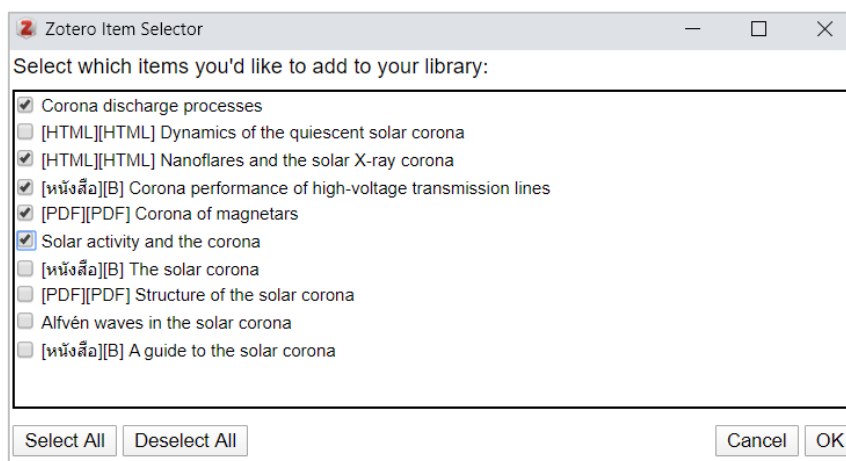 Zotero Item Selector
Select which items you'd like to add to your library:
Corona discharge processes
[HTML][HTML] Dynamics of the quiescent solar corona
[HTML][HTML] Nanoflares and the solar X-ray corona
[หนังสือ][B] Corona performance of high-voltage transmission lines
[PDF][PDF] Corona of magnetars
Solar activity and the corona
[หนังสือ][B] The solar corona
[PDF][PDF] Structure of the solar corona
Alfvén waves in the solar corona
[หนังสือ][B] A guide to the solar corona
Select All Deselect All Cancel OK